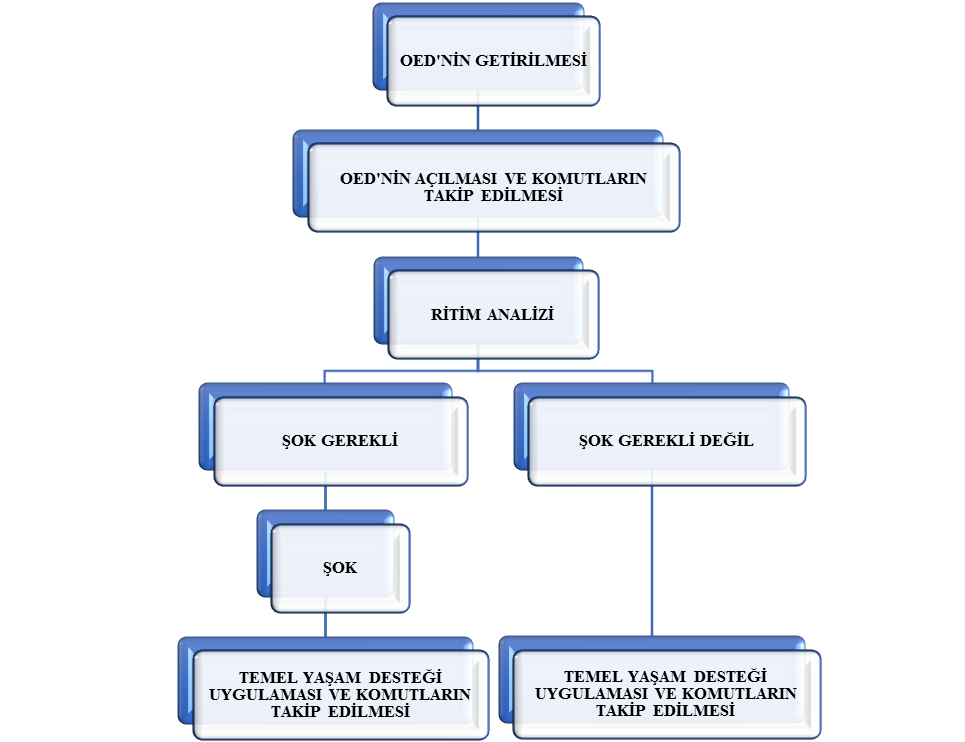 OED'NİN GETİRİLMESİ
OED'NİN AÇILMASI VE KOMUTLARIN
TAKİP EDİLMESİ
RİTİM ANALİZİ
ŞOK GEREKLİ
ŞOK GEREKLİ DEĞİL
ŞOK
TEMEL YAŞAM DESTEĞİ
UYGULAMASI VE KOMUTLARIN
TAKİP EDİLMESİ
TEMEL YAŞAM DESTEĞİ
UYGULAMASI VE KOMUTLARIN
TAKİP EDİLMESİ